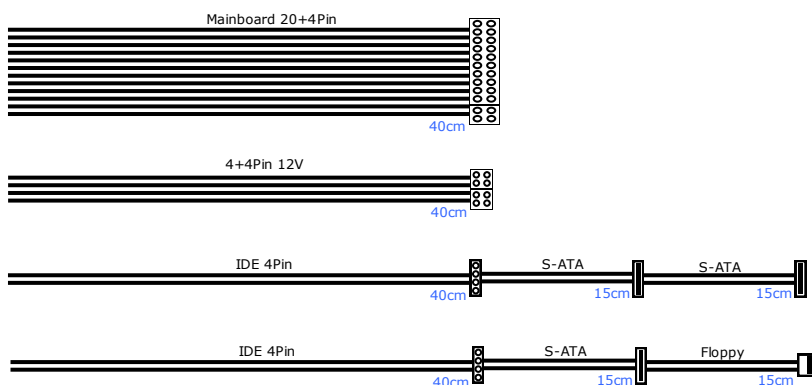 Mainboard 20+4Pin
40cm
4+4Pin 12V
40cm
IDE 4Pin S-ATA S-ATA
40cm 15cm 15cm
IDE 4Pin S-ATA Floppy
40cm 15cm 15cm